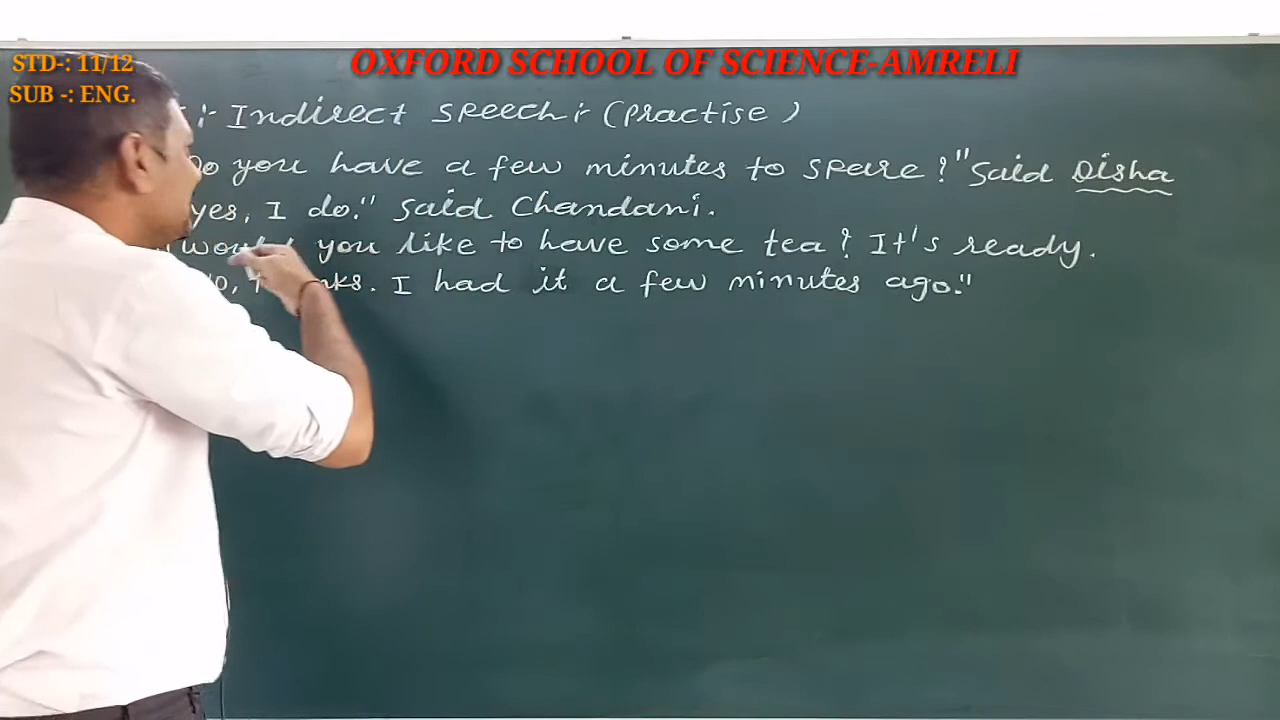 STD-: 11/12
SUB -: ENG.
OXFORD SCHOOL OF SCIENCE-AMRELI
:- Indirect speech :- (practise)
you have a few minutes to spare?" said Disha
yes, I do." said Chandani.
would you like to have some tea? It's ready.
I had it a few minutes ago."